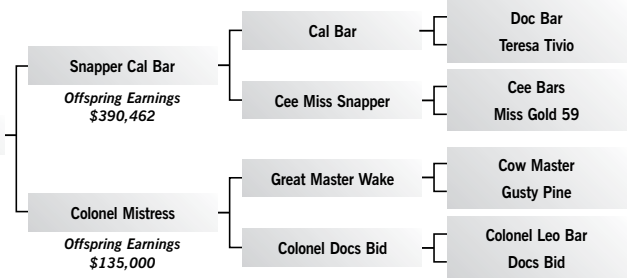 Snapper Cal Bar
Offspring Earnings
$390,462
Cal Bar
Doc Bar
Teresa Tivio
Cee Miss Snapper
Cee Bars
Miss Gold 59
Colonel Mistress
Offspring Earnings
$135,000
Great Master Wake
Cow Master
Gusty Pine
Colonel Docs Bid
Colonel Leo Bar
Docs Bid